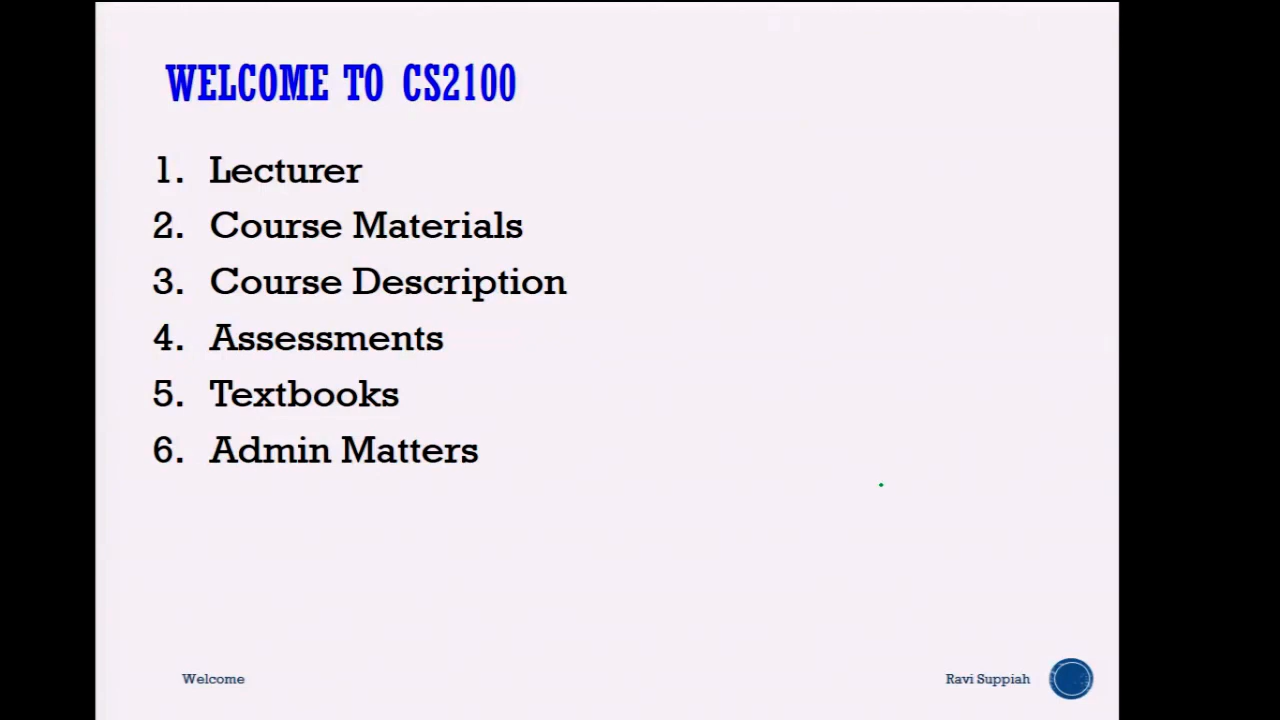 WELCOME TO CS2100
1. Lecturer
2. Course Materials
3. Course Description
4. Assessments
5. Textbooks
6. Admin Matters
Welcome
Ravi Suppiah